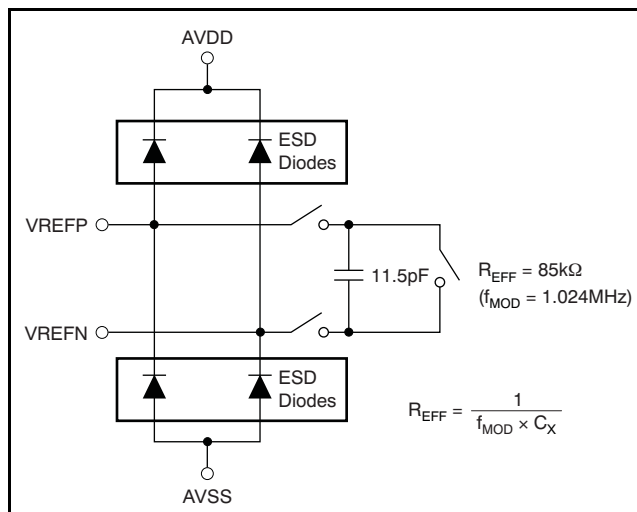 AVDD
ESD
Diodes
VREFP
11.5pF
R_EFF = 85kΩ
(f_MOD = 1.024MHz)
VREFN
ESD
Diodes
R_EFF = 1 / (f_MOD × C_X)
AVSS